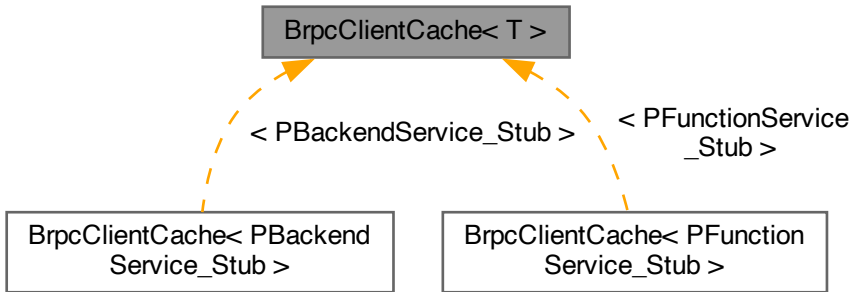 BrpcClientCache< T >
< PBackendService_Stub >
< PFunctionService
_Stub >
BrpcClientCache< PBackend
Service_Stub >
BrpcClientCache< PFunction
Service_Stub >